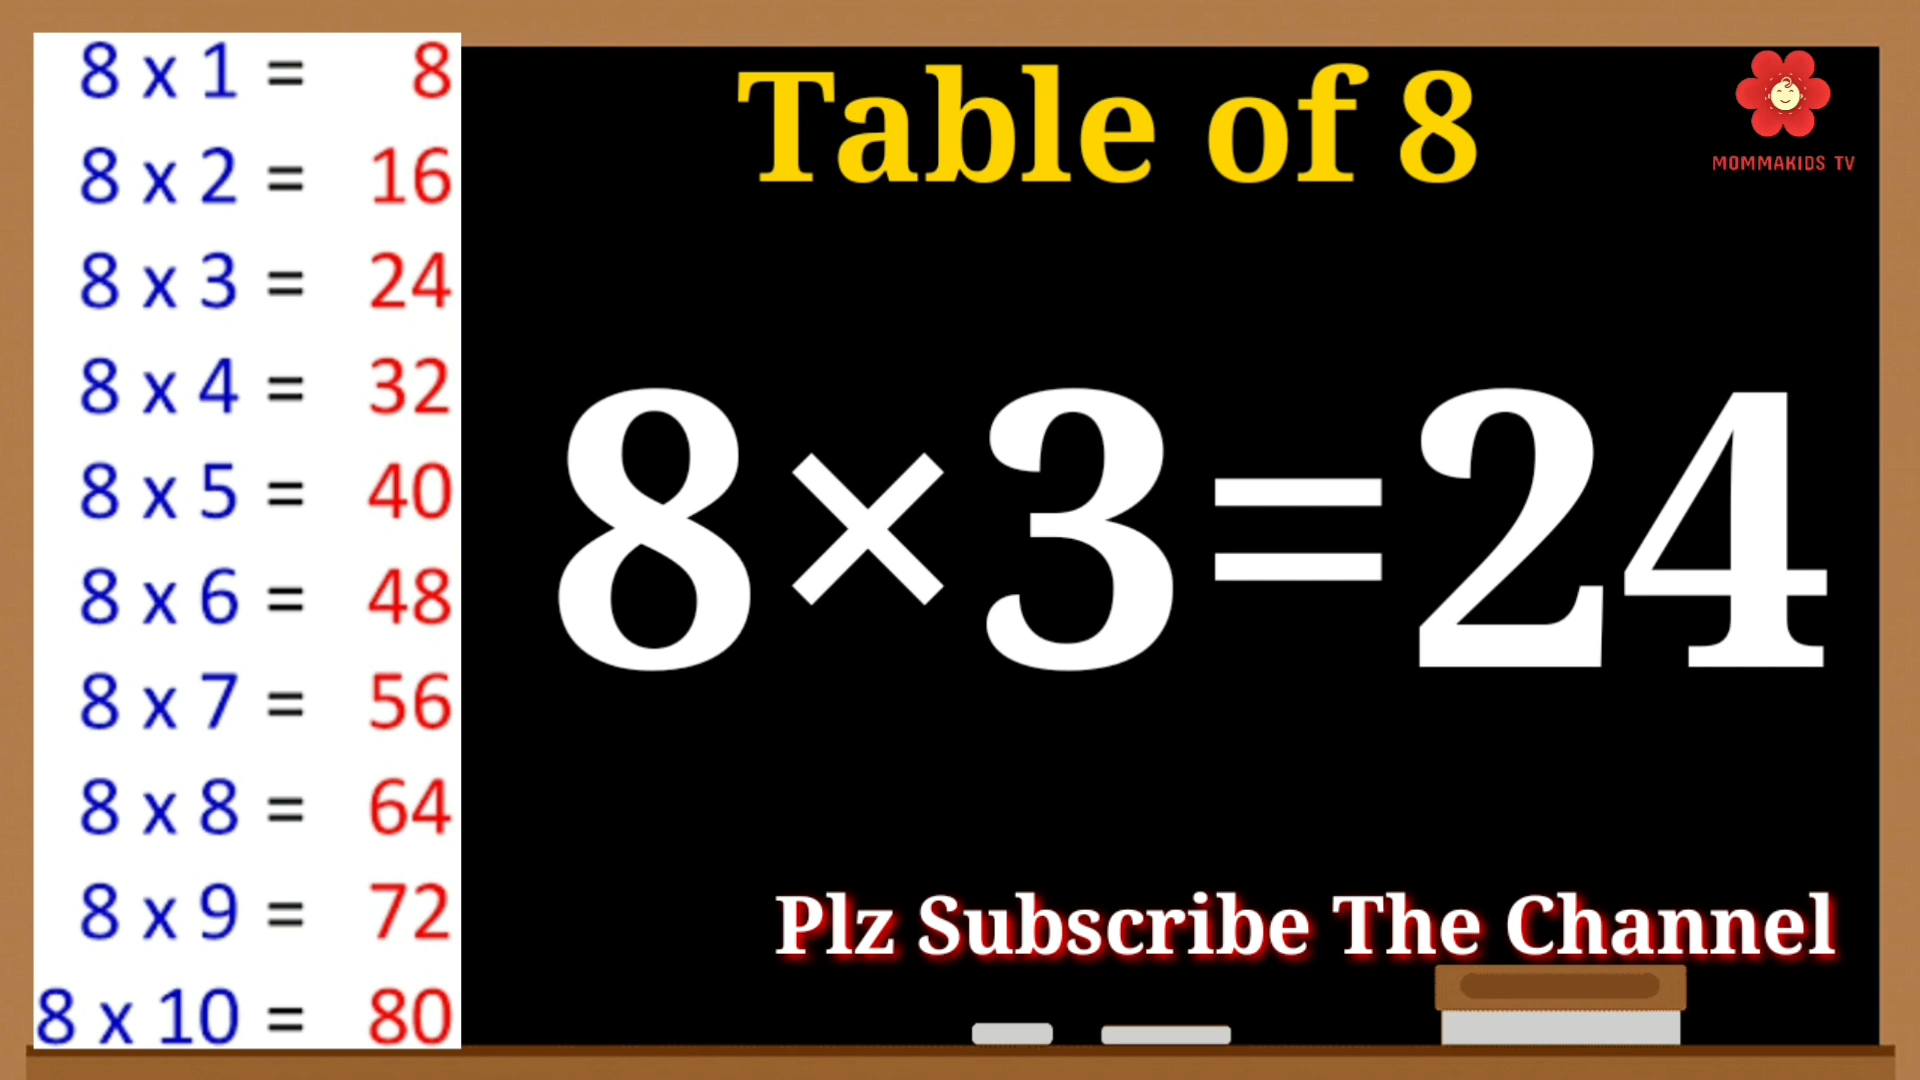 8 x 1 = 8
8 x 2 = 16
8 x 3 = 24
8 x 4 = 32
8 x 5 = 40
8 x 6 = 48
8 x 7 = 56
8 x 8 = 64
8 x 9 = 72
8 x 10 = 80
Table of 8
MOMMAKIDS TV
8×3=24
Plz Subscribe The Channel